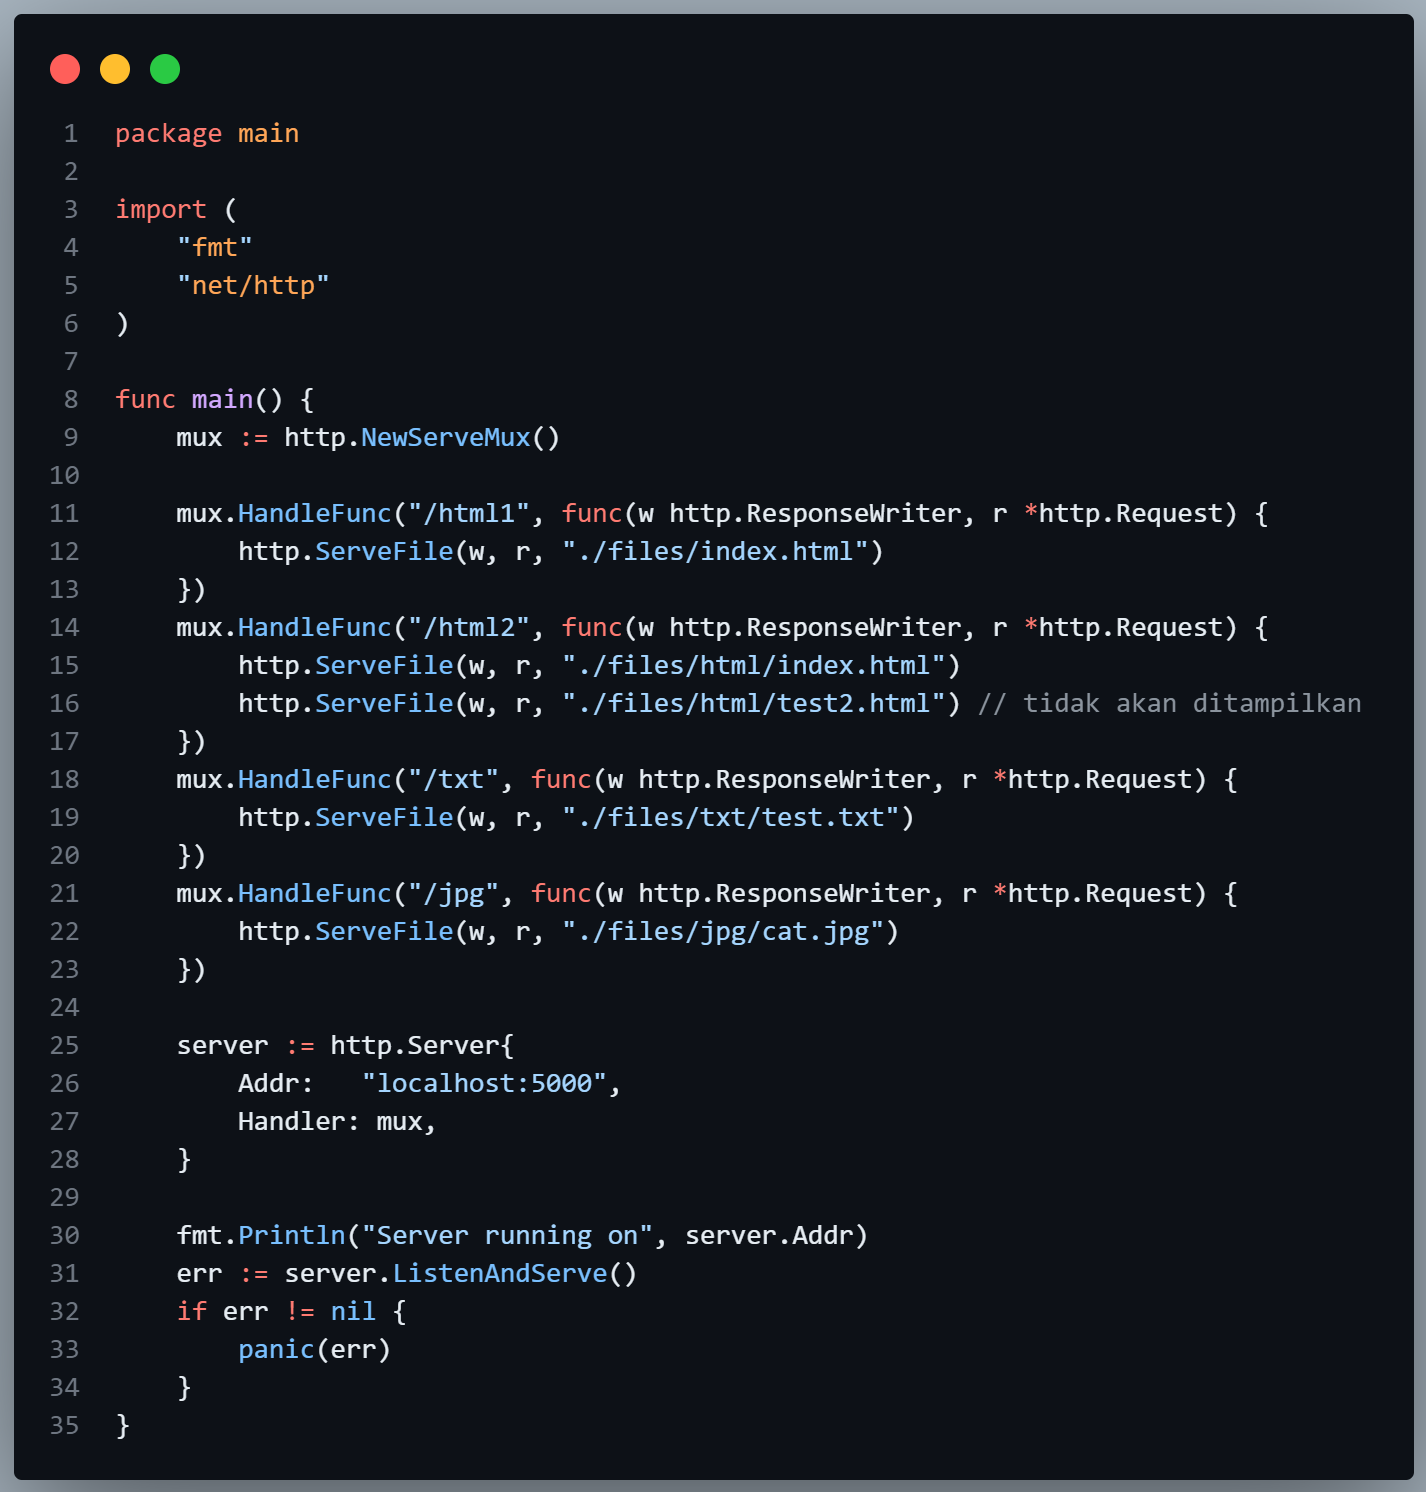 1 package main
2
3 import (
4     "fmt"
5     "net/http"
6 )
7
8 func main() {
9     mux := http.NewServeMux()
10
11     mux.HandleFunc("/html1", func(w http.ResponseWriter, r *http.Request) {
12         http.ServeFile(w, r, "./files/index.html")
13     })
14     mux.HandleFunc("/html2", func(w http.ResponseWriter, r *http.Request) {
15         http.ServeFile(w, r, "./files/html/index.html")
16         http.ServeFile(w, r, "./files/html/test2.html") // tidak akan ditampilkan
17     })
18     mux.HandleFunc("/txt", func(w http.ResponseWriter, r *http.Request) {
19         http.ServeFile(w, r, "./files/txt/test.txt")
20     })
21     mux.HandleFunc("/jpg", func(w http.ResponseWriter, r *http.Request) {
22         http.ServeFile(w, r, "./files/jpg/cat.jpg")
23     })
24
25     server := http.Server{
26         Addr:   "localhost:5000",
27         Handler: mux,
28     }
29
30     fmt.Println("Server running on", server.Addr)
31     err := server.ListenAndServe()
32     if err != nil {
33         panic(err)
34     }
35 }